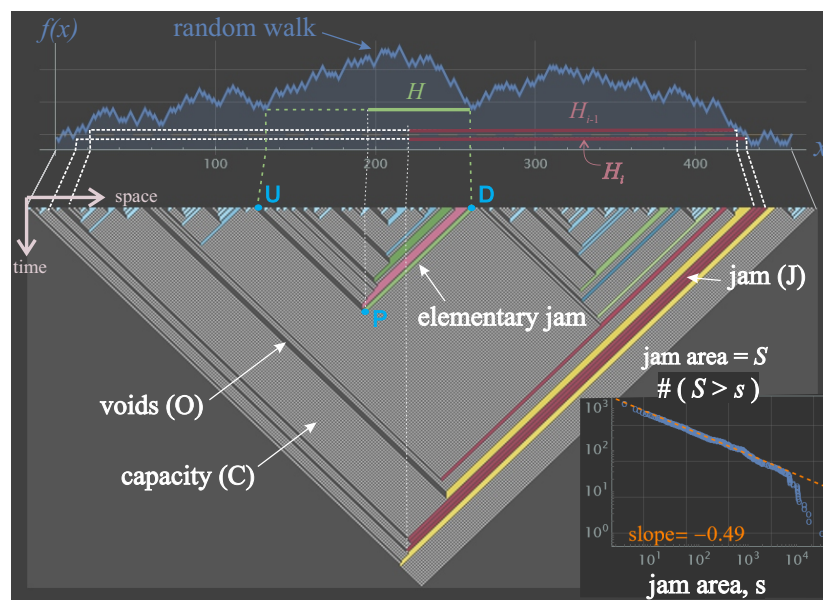 f(x)
random walk
H
H_{i-1}
H_i
100
200
300
400
x
space
U
D
time
P
elementary jam
jam (J)
voids (O)
capacity (C)
jam area = S
# ( S > s )
10^3
10^2
10^1
10^0
slope= −0.49
10^1
10^2
10^3
10^4
jam area, s